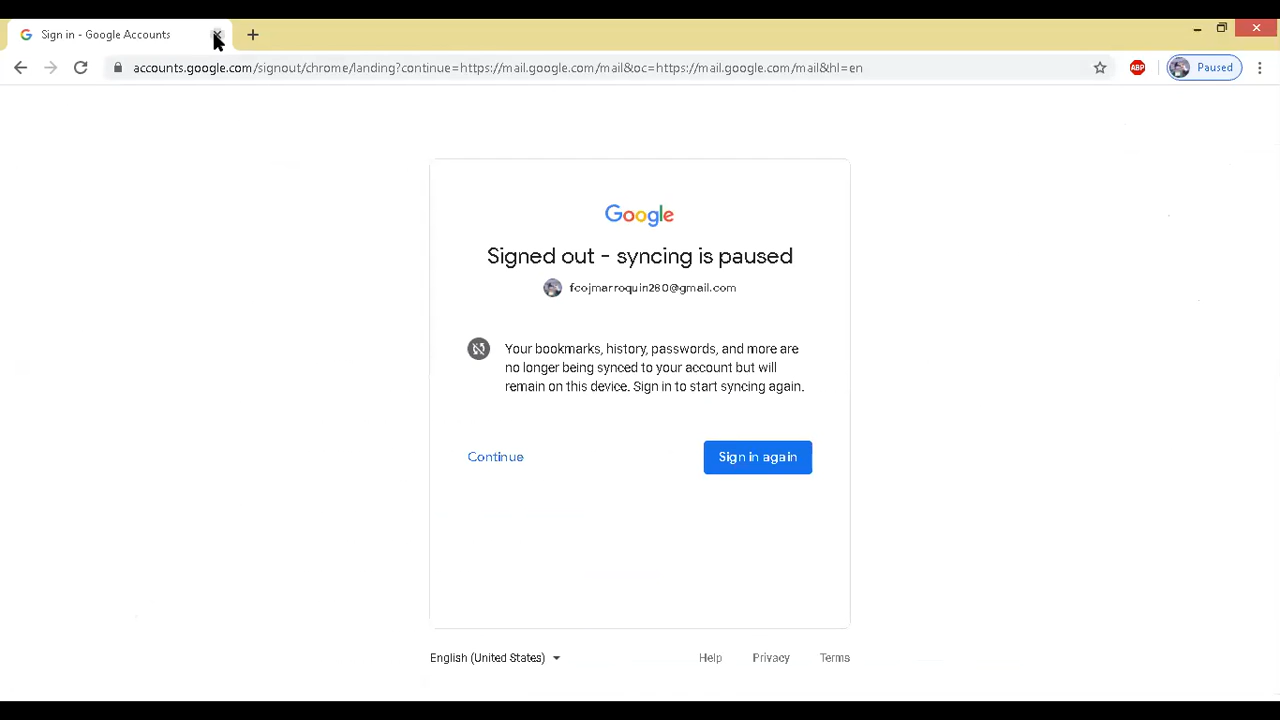 Sign in - Google Accounts
accounts.google.com/signout/chrome/landing?continue=https://mail.google.com/mail&oc=https://mail.google.com/mail&hl=en
ABP
Paused
Google
Signed out - syncing is paused
fcojmarroquin280@gmail.com
Your bookmarks, history, passwords, and more are
no longer being synced to your account but will
remain on this device. Sign in to start syncing again.
Continue
Sign in again
English (United States)
Help
Privacy
Terms